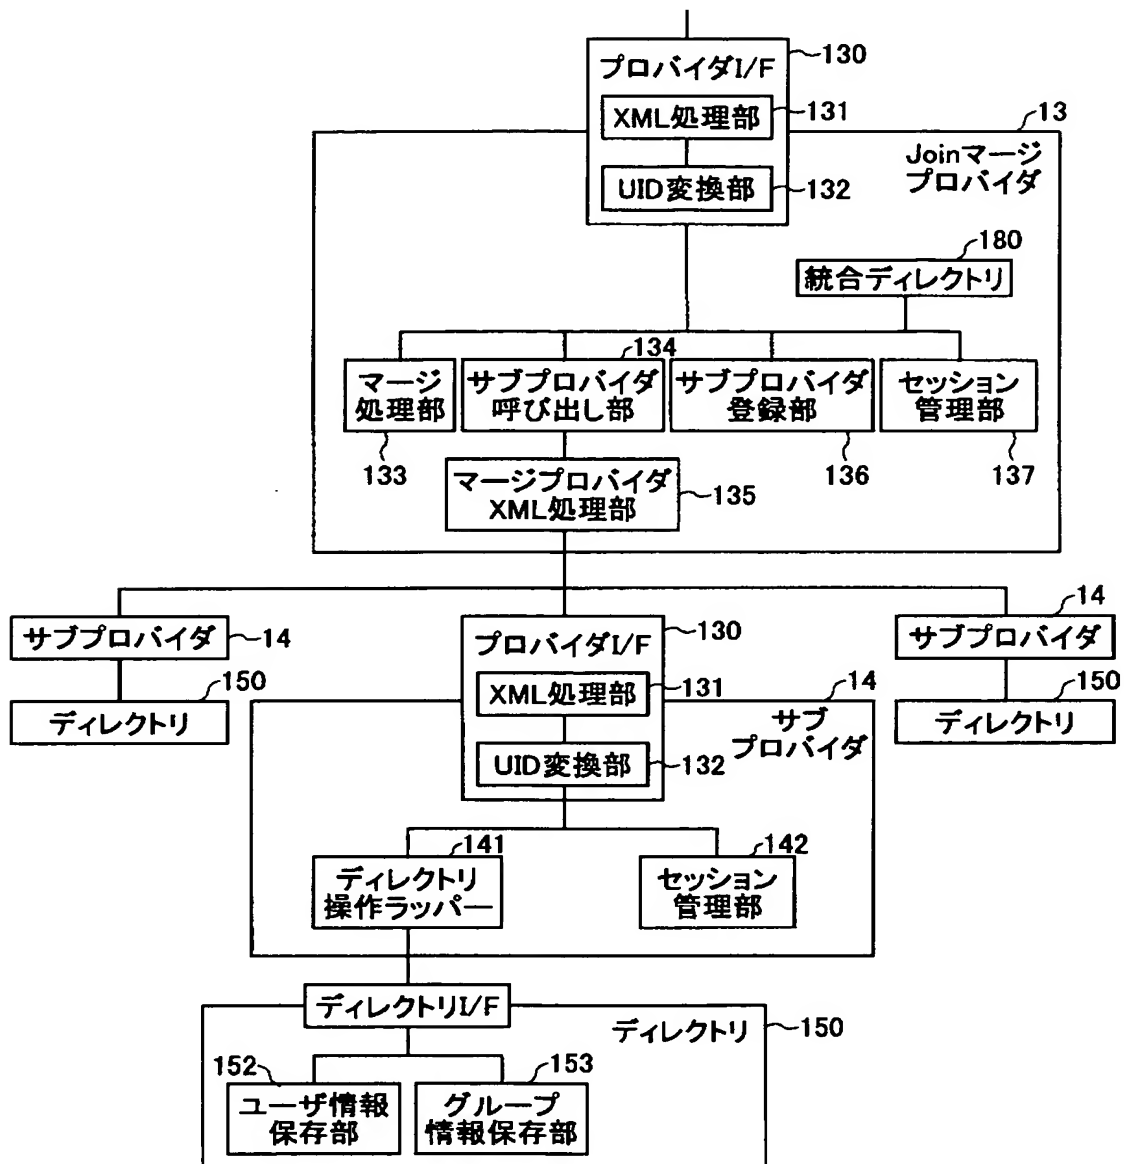 プロバイダI/F
130
XML処理部
131
UID変換部
132
13
Joinマージ
プロバイダ
180
統合ディレクトリ
134
マージ
処理部
サブプロバイダ
呼び出し部
サブプロバイダ
登録部
セッション
管理部
133
136
137
マージプロバイダ
XML処理部
135
サブプロバイダ
14
150
ディレクトリ
プロバイダI/F
130
XML処理部
131
UID変換部
132
14
サブ
プロバイダ
14
サブプロバイダ
150
ディレクトリ
141
ディレクトリ
操作ラッパー
142
セッション
管理部
ディレクトリI/F
ディレクトリ
150
152
ユーザ情報
保存部
153
グループ
情報保存部